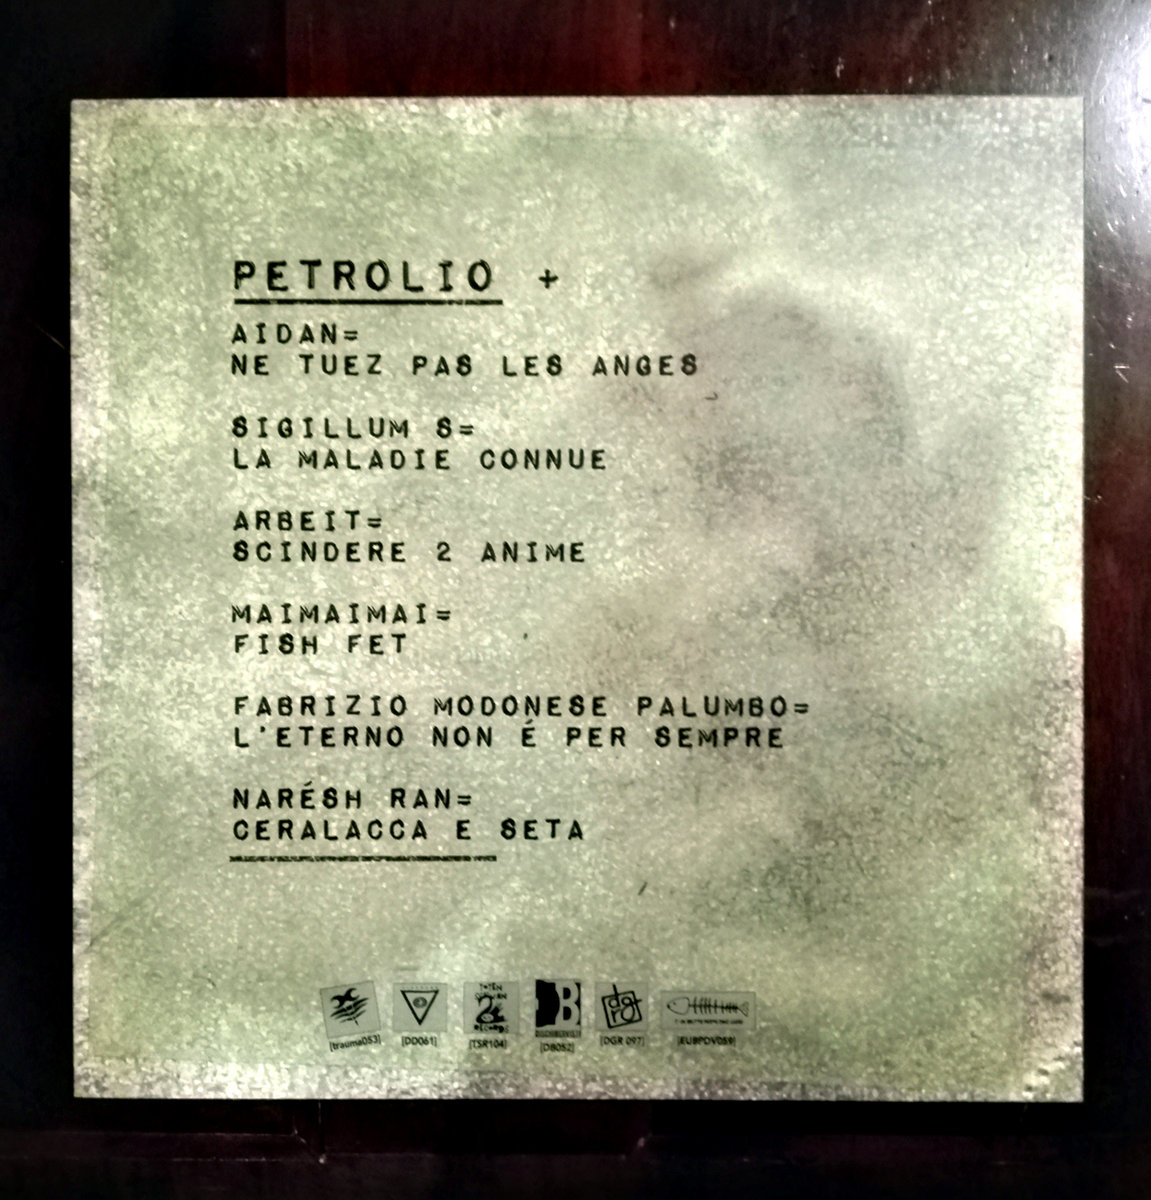 PETROLIO +
AIDAN=
NE TUEZ PAS LES ANGES
SIGILLUM S=
LA MALADIE CONNUE
ARBEIT=
SCINDERE 2 ANIME
MAIMAIMAI=
FISH FET
FABRIZIO MODONESE PALUMBO=
L'ETERNO NON É PER SEMPRE
NARÉSH RAN=
CERALACCA E SETA
[trauma053] [DD061] [TSR104] [DB052] [DGR 097] [EUBPDV059]